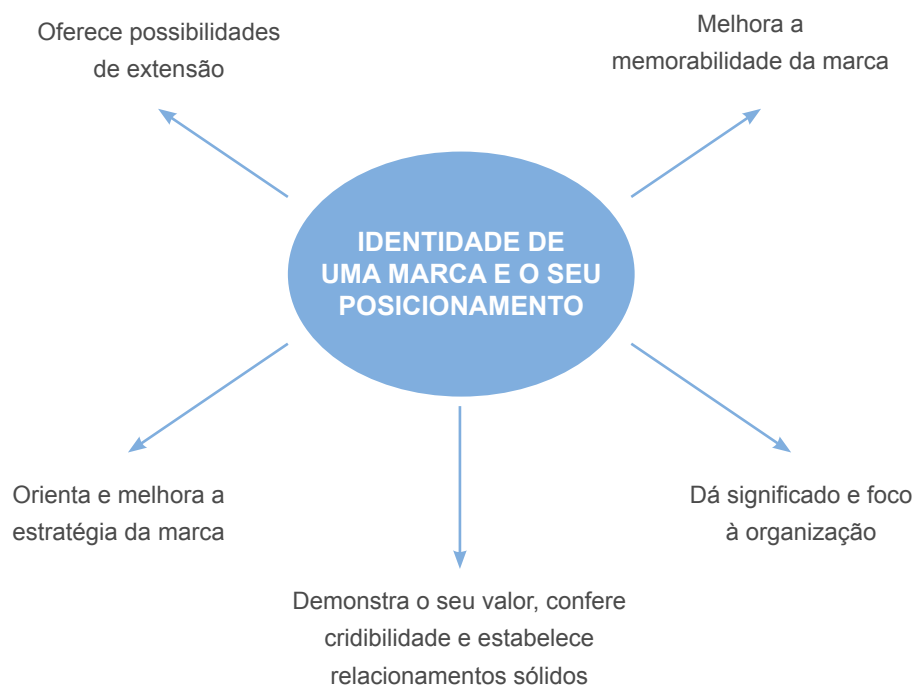 Oferece possibilidades
de extensão
Melhora a
memorabilidade da marca
IDENTIDADE DE
UMA MARCA E O SEU
POSICIONAMENTO
Orienta e melhora a
estratégia da marca
Dá significado e foco
à organização
Demonstra o seu valor, confere
cridibilidade e estabelece
relacionamentos sólidos